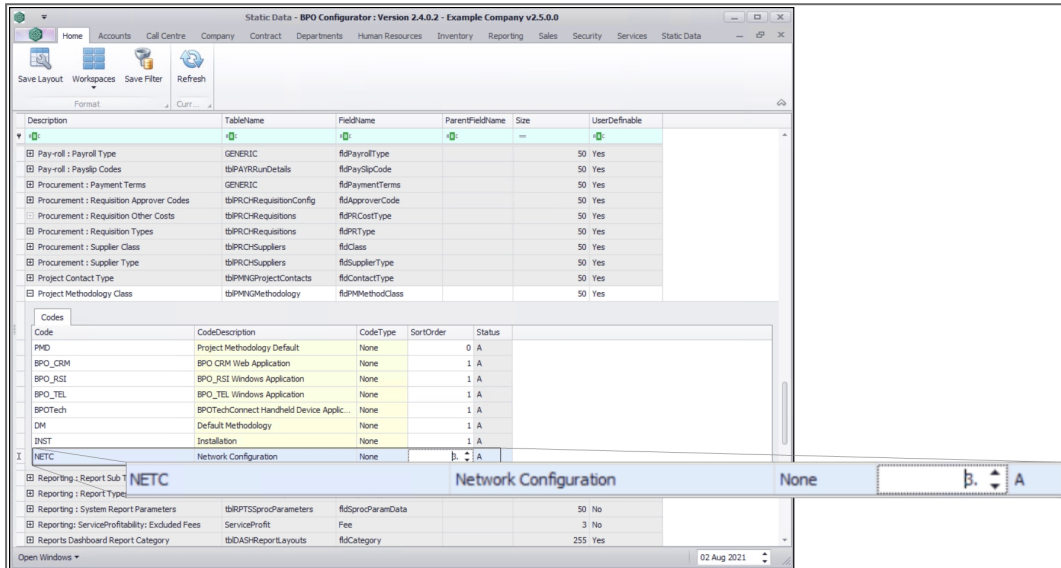 Static Data - BPO Configurator : Version 2.4.0.2 - Example Company v2.5.0.0
Home Accounts Call Centre Company Contract Departments Human Resources Inventory Reporting Sales Security Services Static Data
Save Layout Workspaces Save Filter Refresh
Format Curr...
Description TableName FieldName ParentFieldName Size UserDefinable
Pay-roll : Payroll Type GENERIC fldPayrollType 50 Yes
Pay-roll : Payslip Codes tblPAYRRunDetails fldPaySlipCode 50 Yes
Procurement : Payment Terms GENERIC fldPaymentTerms 50 Yes
Procurement : Requisition Approver Codes tblPRCHRequisitionConfig fldApproverCode 50 Yes
Procurement : Requisition Other Costs tblPRCHRequisitions fldPRCostType 50 Yes
Procurement : Requisition Types tblPRCHRequisitions fldPRType 50 Yes
Procurement : Supplier Class tblPRCHSuppliers fldClass 50 Yes
Procurement : Supplier Type tblPRCHSuppliers fldSupplierType 50 Yes
Project Contact Type tblPMNGProjectContacts fldContactType 50 Yes
Project Methodology Class tblPMNGMethodology fldPMMethodClass 50 Yes
Codes
Code CodeDescription CodeType SortOrder Status
PMD Project Methodology Default None 0 A
BPO_CRM BPO CRM Web Application None 1 A
BPO_RSI BPO_RSI Windows Application None 1 A
BPO_TEL BPO_TEL Windows Application None 1 A
BPOTech BPOTechConnect Handheld Device Applic... None 1 A
DM Default Methodology None 1 A
INST Installation None 1 A
NETC Network Configuration None 3. A
NETC Network Configuration None 3. A
Reporting : Report Sub T
Reporting : Report Type
Reporting : System Report Parameters tblRPTSSprocParameters fldSprocParamData 50 No
Reporting: ServiceProfitability: Excluded Fees ServiceProfit Fee 3 No
Reports Dashboard Report Category tblDASHReportLayouts fldCategory 255 Yes
Open Windows 02 Aug 2021